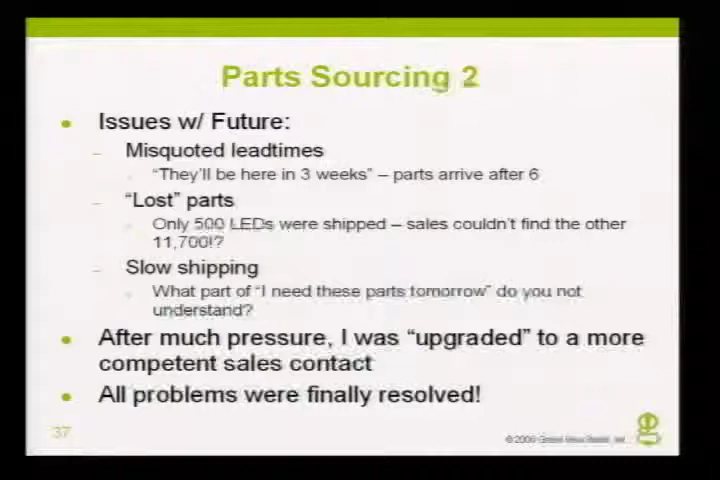 Parts Sourcing 2
Issues w/ Future:
Misquoted leadtimes
"They'll be here in 3 weeks" – parts arrive after 6
"Lost" parts
Only 500 LEDs were shipped – sales couldn't find the other
11,700!?
Slow shipping
What part of "I need these parts tomorrow" do you not
understand?
After much pressure, I was "upgraded" to a more
competent sales contact
All problems were finally resolved!
37